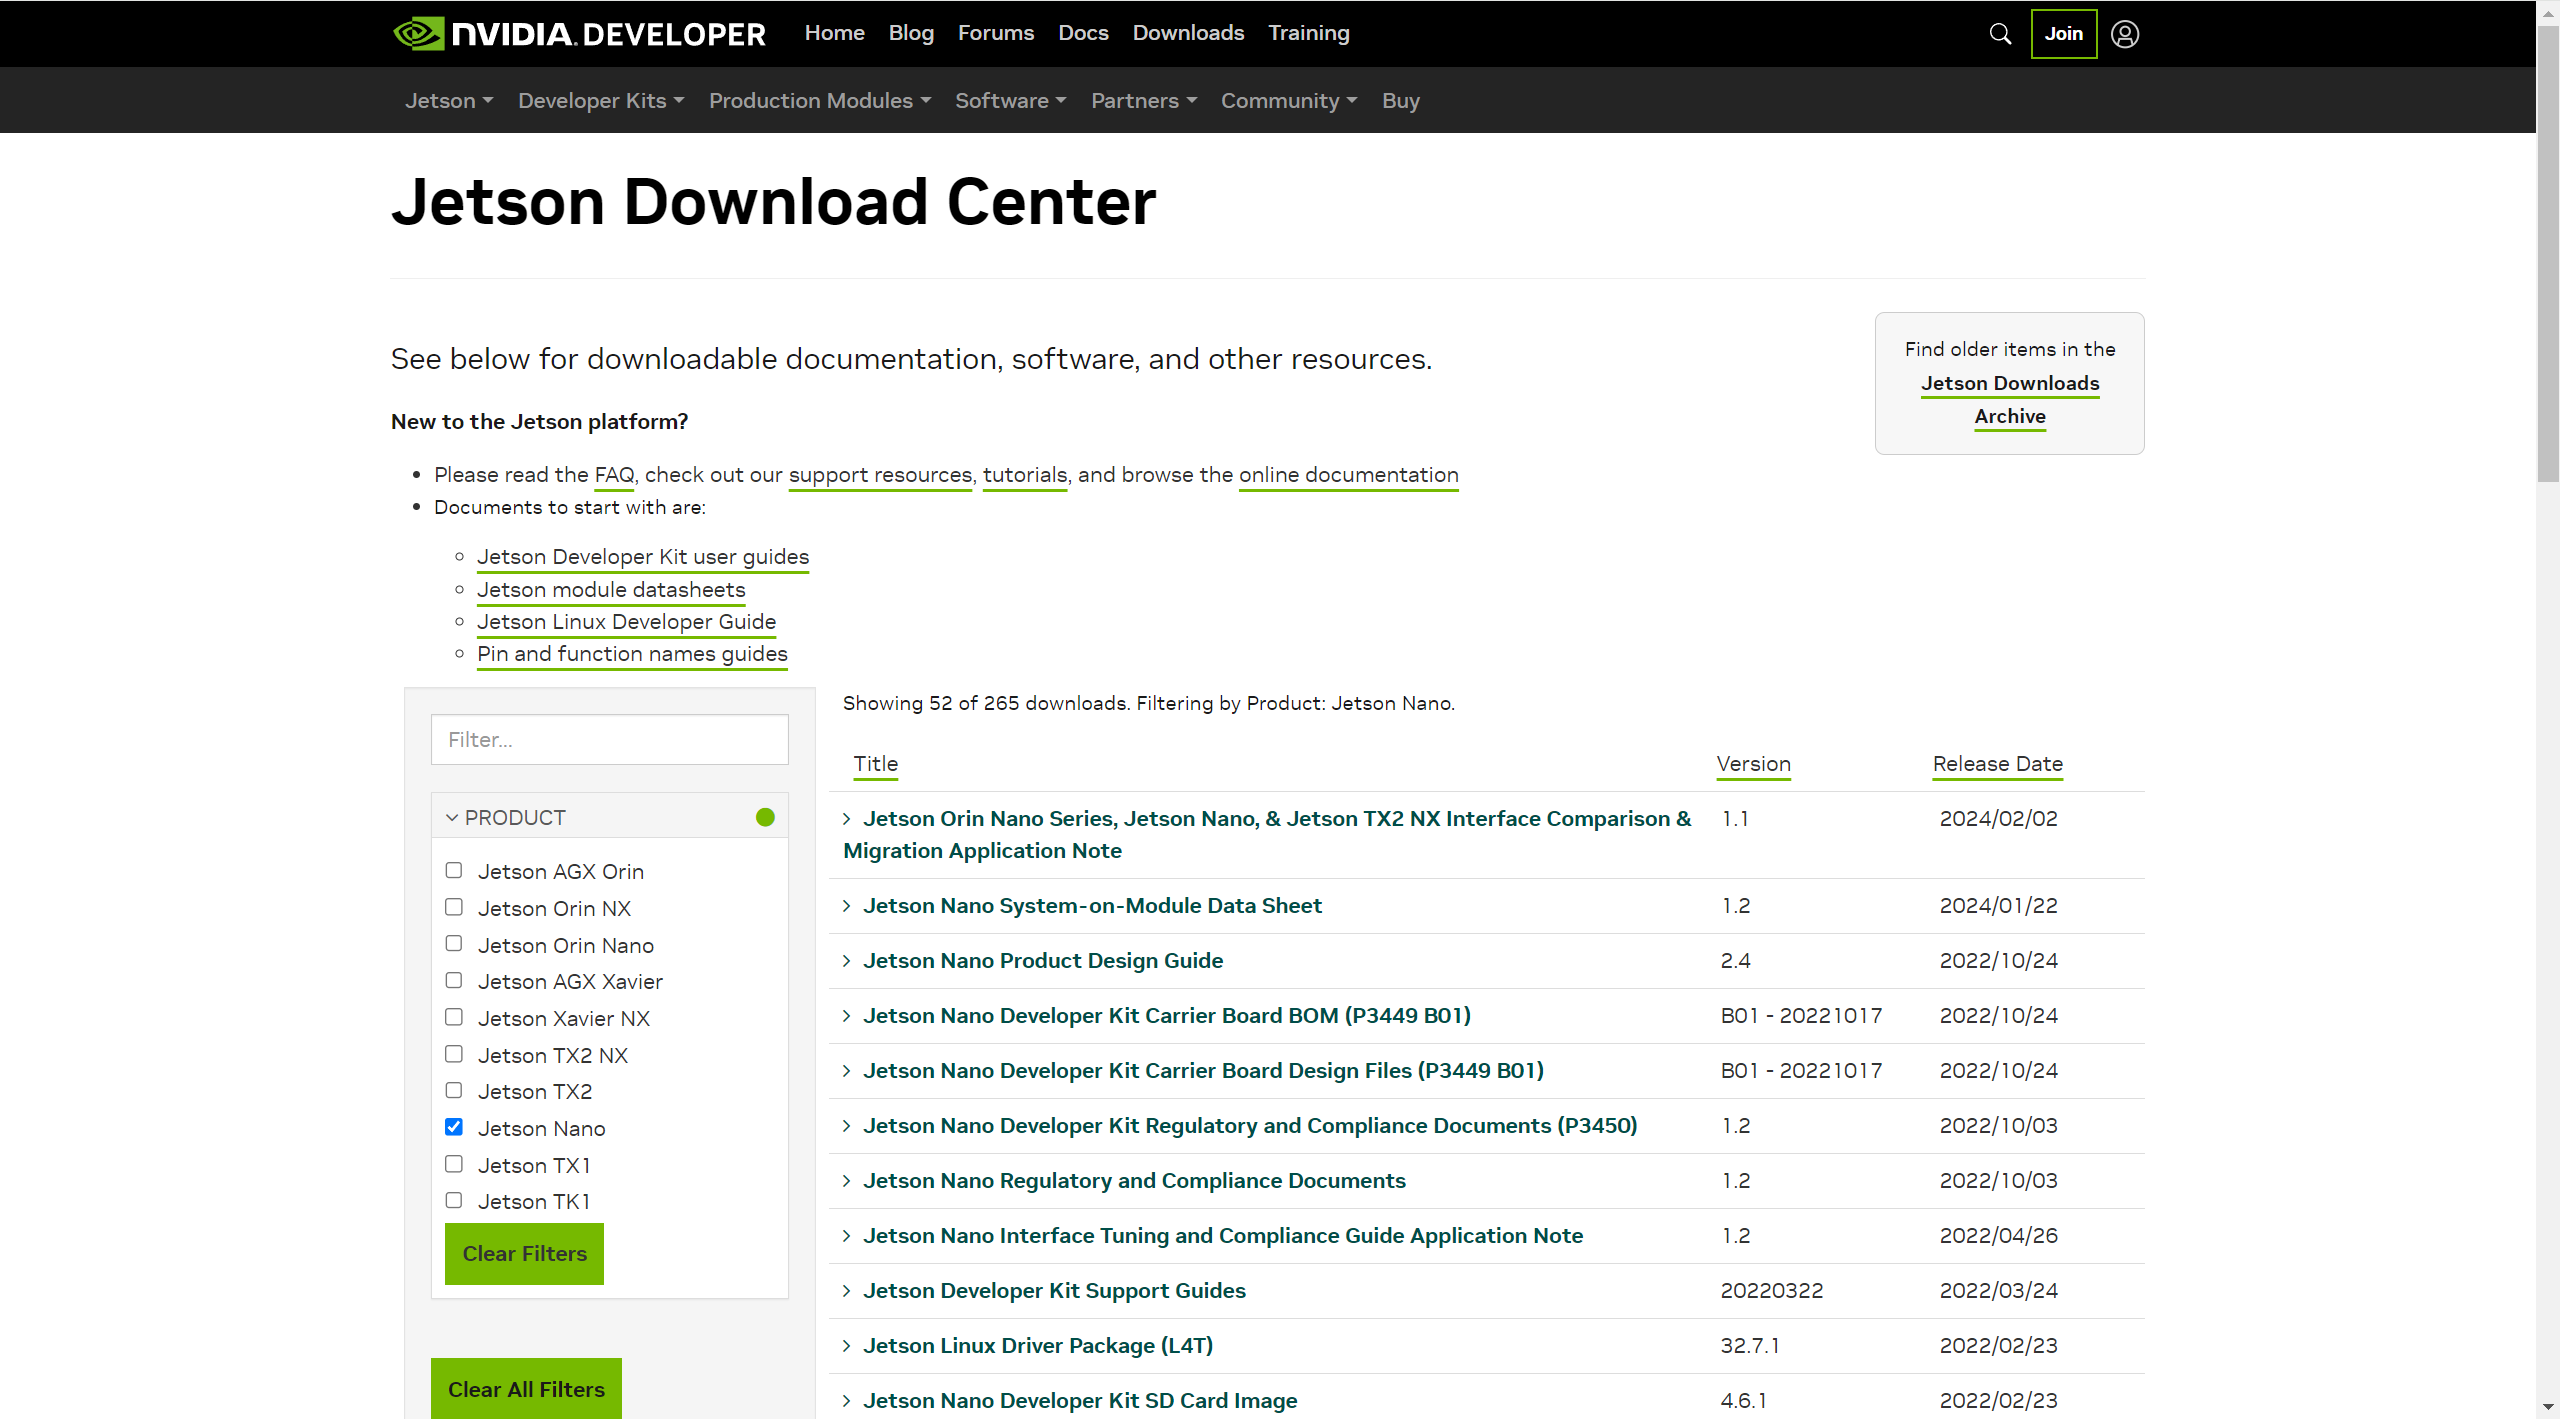 NVIDIA. DEVELOPER Home Blog Forums Docs Downloads Training Join
Jetson Developer Kits Production Modules Software Partners Community Buy
Jetson Download Center
See below for downloadable documentation, software, and other resources.
Find older items in the
Jetson Downloads
Archive
New to the Jetson platform?
Please read the FAQ, check out our support resources, tutorials, and browse the online documentation
Documents to start with are:
Jetson Developer Kit user guides
Jetson module datasheets
Jetson Linux Developer Guide
Pin and function names guides
Filter...
PRODUCT
Jetson AGX Orin
Jetson Orin NX
Jetson Orin Nano
Jetson AGX Xavier
Jetson Xavier NX
Jetson TX2 NX
Jetson TX2
Jetson Nano
Jetson TX1
Jetson TK1
Clear Filters
Clear All Filters
Showing 52 of 265 downloads. Filtering by Product: Jetson Nano.
Title Version Release Date
Jetson Orin Nano Series, Jetson Nano, & Jetson TX2 NX Interface Comparison & 1.1 2024/02/02
Migration Application Note
Jetson Nano System-on-Module Data Sheet 1.2 2024/01/22
Jetson Nano Product Design Guide 2.4 2022/10/24
Jetson Nano Developer Kit Carrier Board BOM (P3449 B01) B01 - 20221017 2022/10/24
Jetson Nano Developer Kit Carrier Board Design Files (P3449 B01) B01 - 20221017 2022/10/24
Jetson Nano Developer Kit Regulatory and Compliance Documents (P3450) 1.2 2022/10/03
Jetson Nano Regulatory and Compliance Documents 1.2 2022/10/03
Jetson Nano Interface Tuning and Compliance Guide Application Note 1.2 2022/04/26
Jetson Developer Kit Support Guides 20220322 2022/03/24
Jetson Linux Driver Package (L4T) 32.7.1 2022/02/23
Jetson Nano Developer Kit SD Card Image 4.6.1 2022/02/23